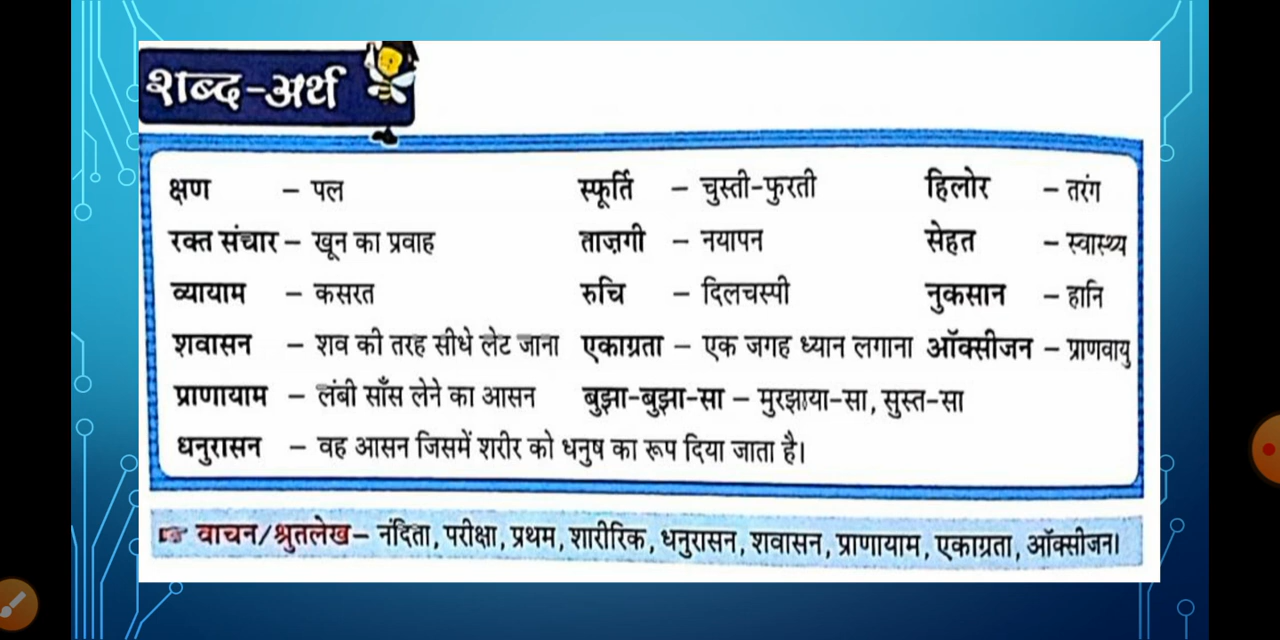 शब्द-अर्थ
क्षण – पल स्फूर्ति – चुस्ती-फुरती हिलोर – तरंग
रक्त संचार – खून का प्रवाह ताज़गी – नयापन सेहत – स्वास्थ्य
व्यायाम – कसरत रुचि – दिलचस्पी नुकसान – हानि
शवासन – शव की तरह सीधे लेट जाना एकाग्रता – एक जगह ध्यान लगाना ऑक्सीजन – प्राणवायु
प्राणायाम – लंबी साँस लेने का आसन बुझा-बुझा-सा – मुरझाया-सा, सुस्त-सा
धनुरासन – वह आसन जिसमें शरीर को धनुष का रूप दिया जाता है।
वाचन/श्रुतलेख– नंदिता, परीक्षा, प्रथम, शारीरिक, धनुरासन, शवासन, प्राणायाम, एकाग्रता, ऑक्सीजन।